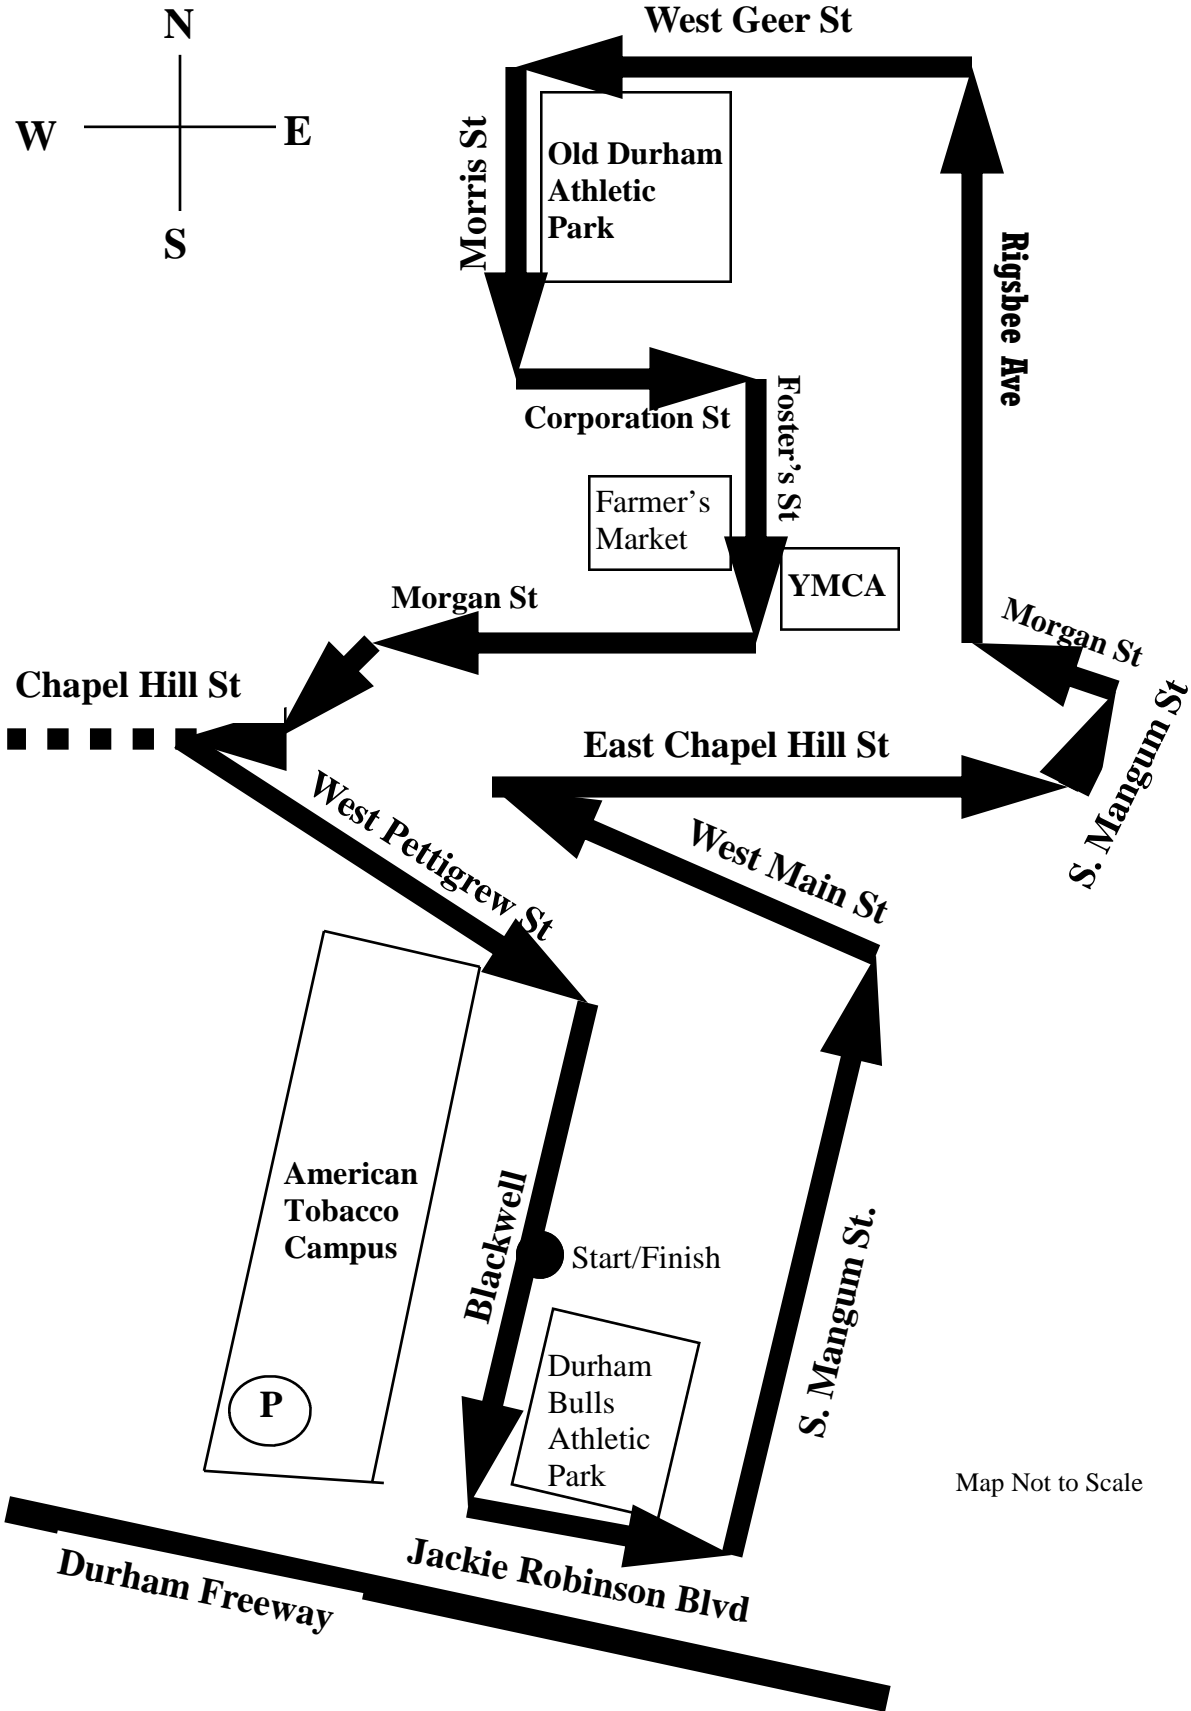 N
West Geer St
W
E
S
Morris St
Old Durham
Athletic
Park
Rigsbee Ave
Corporation St
Foster's St
Farmer's
Market
YMCA
Morgan St
Morgan St
Chapel Hill St
S. Mangum St
East Chapel Hill St
West Pettigrew St
West Main St
American
Tobacco
Campus
Blackwell
Start/Finish
S. Mangum St.
Durham
Bulls
Athletic
Park
P
Map Not to Scale
Jackie Robinson Blvd
Durham Freeway